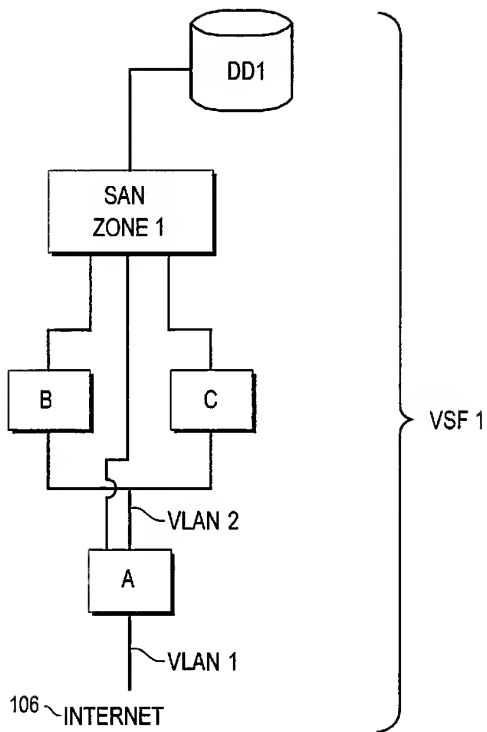 DD1
SAN
ZONE 1
B
C
VSF 1
VLAN 2
A
VLAN 1
106
INTERNET